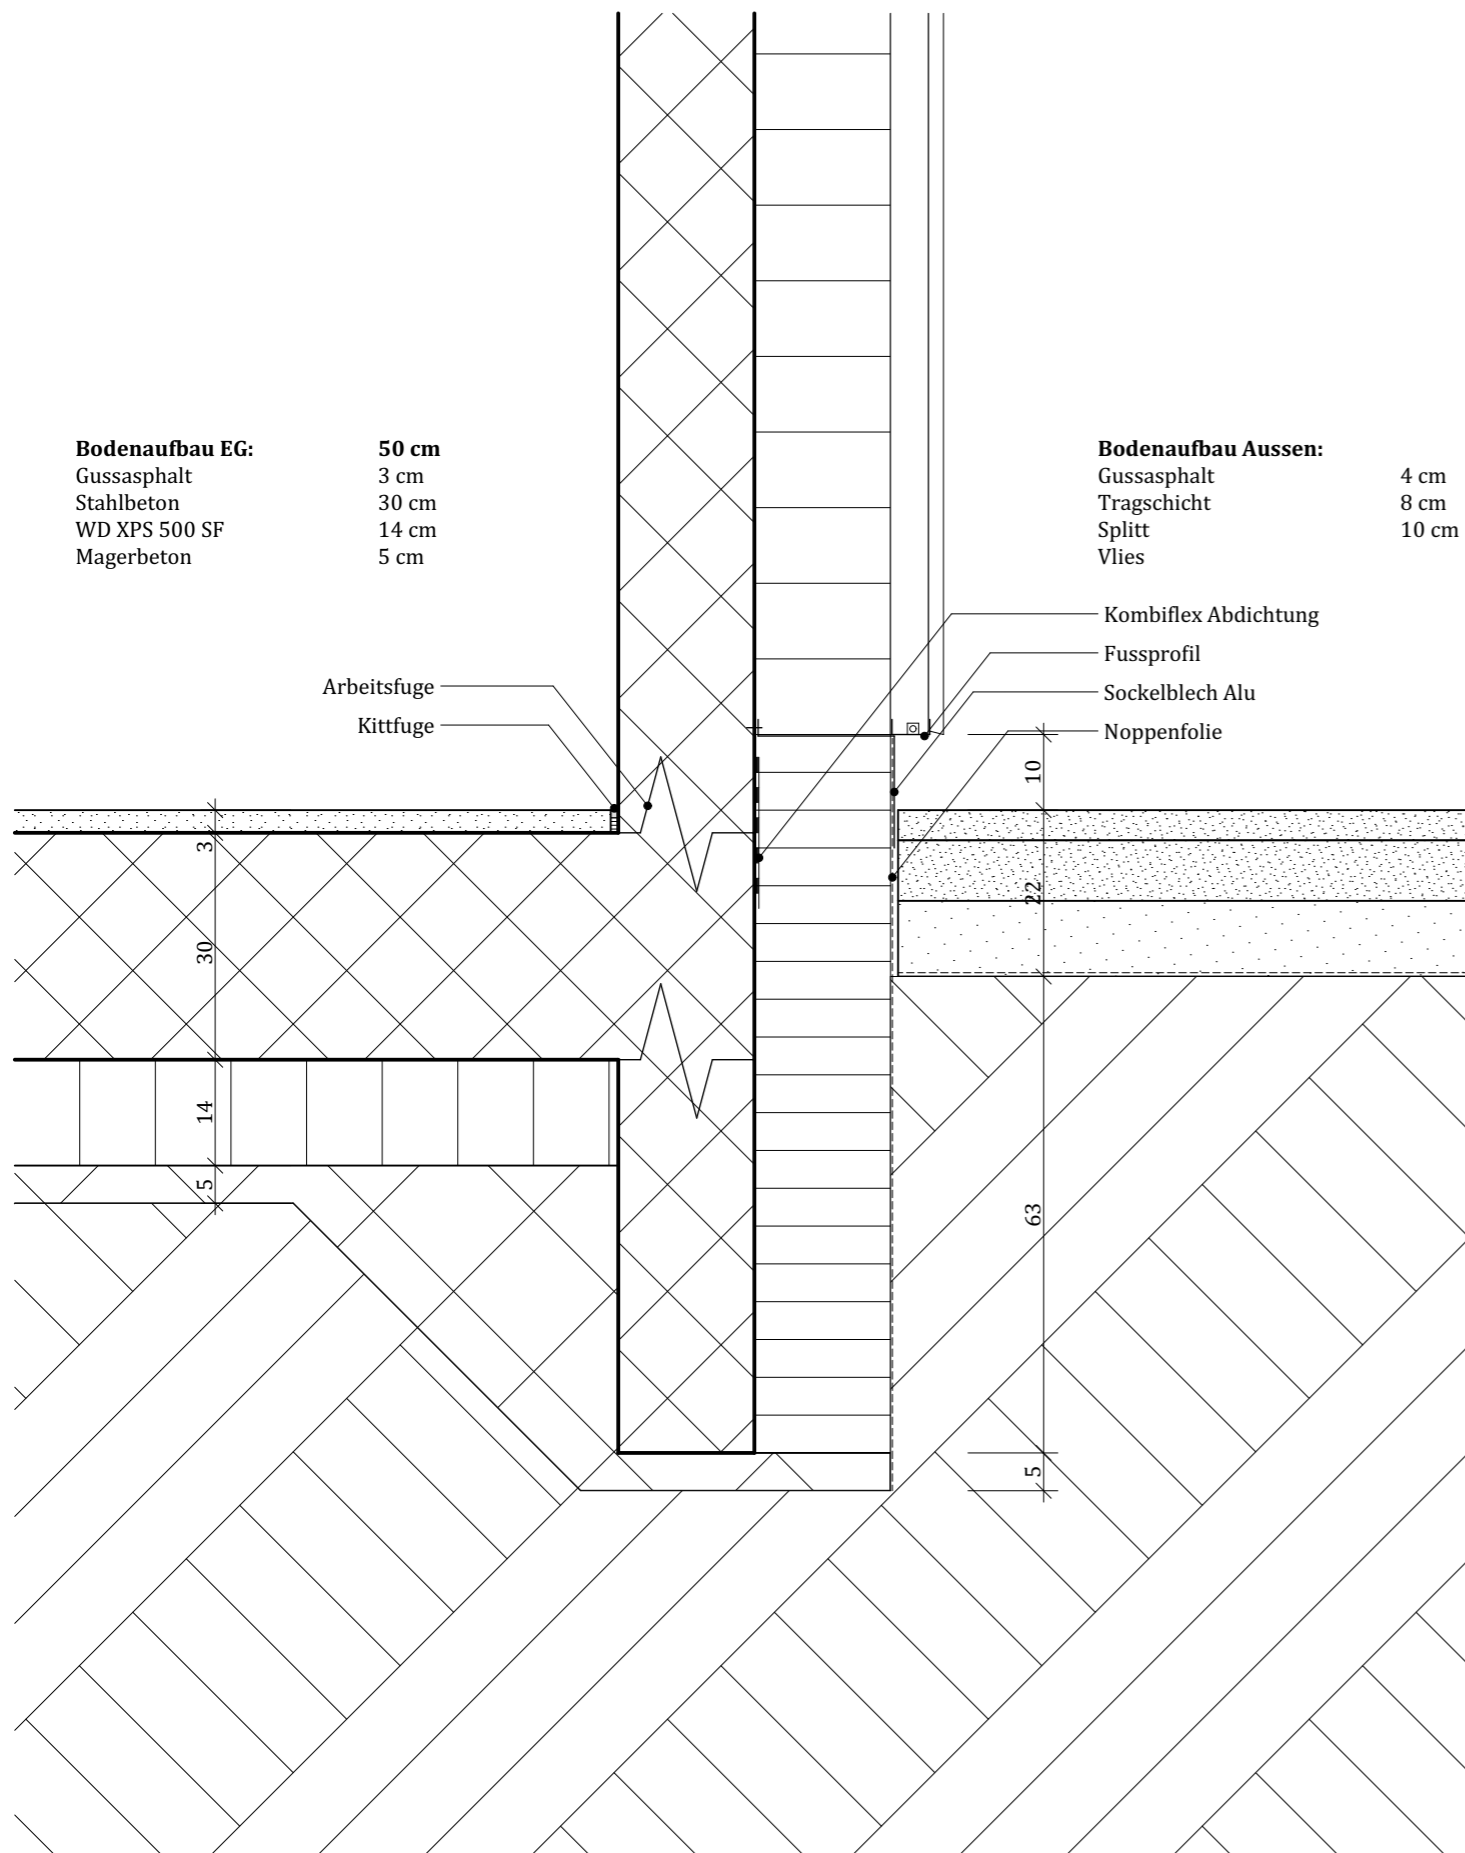 Bodenaufbau EG: 50 cm
Gussasphalt 3 cm
Stahlbeton 30 cm
WD XPS 500 SF 14 cm
Magerbeton 5 cm
Bodenaufbau Aussen:
Gussasphalt 4 cm
Tragschicht 8 cm
Splitt 10 cm
Vlies
Kombiflex Abdichtung
Fussprofil
Sockelblech Alu
Noppenfolie
Arbeitsfuge
Kittfuge
3
30
14
5
10
22
63
5